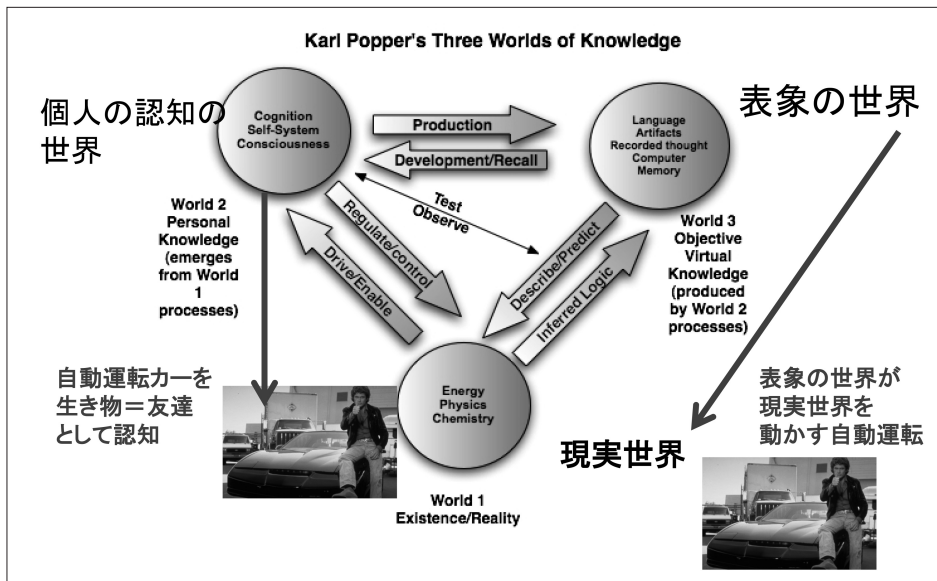 Karl Popper's Three Worlds of Knowledge
個人の認知の
世界
Cognition
Self-System
Consciousness
Production
Development/Recall
Language
Artifacts
Recorded thought
Computer
Memory
表象の世界
Test
Observe
World 2
Personal
Knowledge
(emerges
from World
1
processes)
Regulate/control
Drive/Enable
Describe/Predict
Inferred Logic
World 3
Objective
Virtual
Knowledge
(produced
by World 2
processes)
自動運転カーを
生き物=友達
として認知
Energy
Physics
Chemistry
現実世界
表象の世界が
現実世界を
動かす自動運転
World 1
Existence/Reality